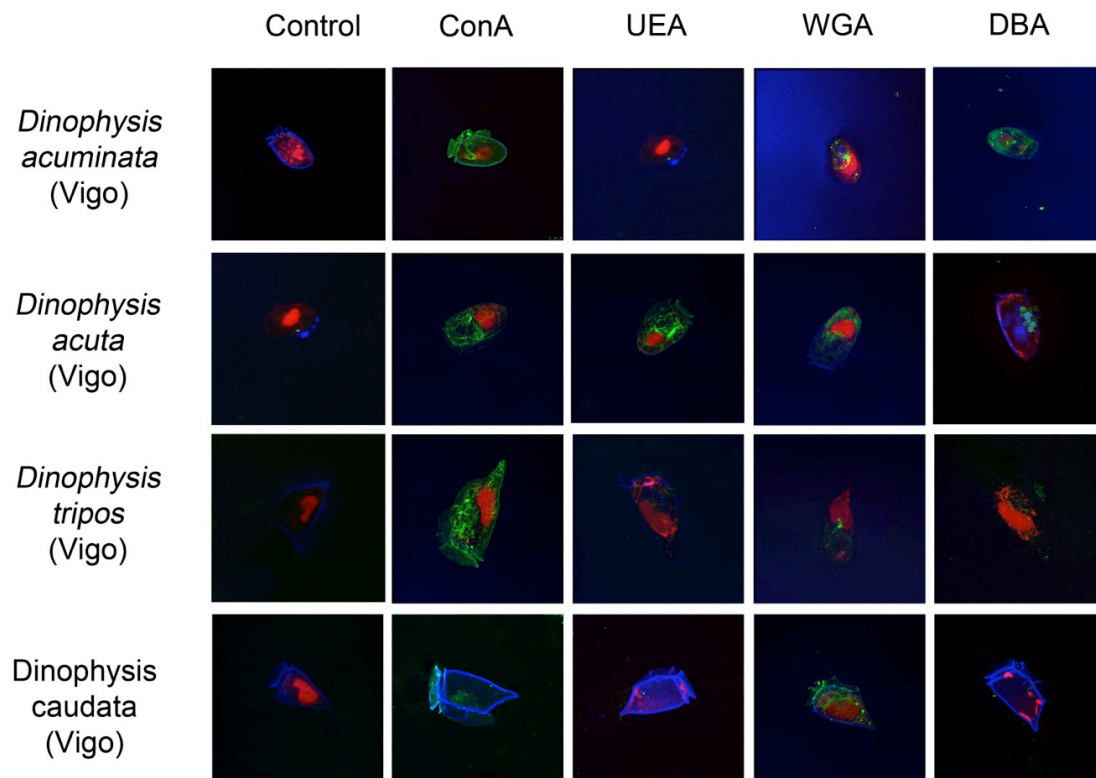 Control ConA UEA WGA DBA
Dinophysis
acuminata
(Vigo)
Dinophysis
acuta
(Vigo)
Dinophysis
tripos
(Vigo)
Dinophysis
caudata
(Vigo)